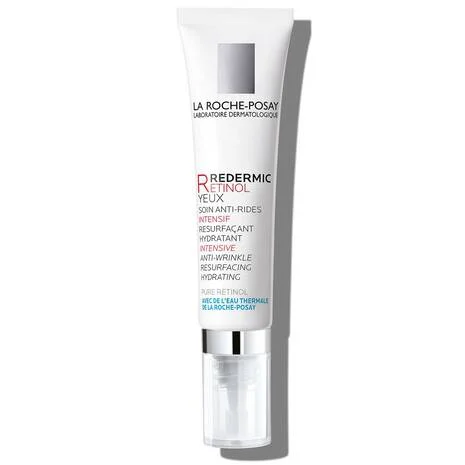 LA ROCHE-POSAY
LABORATOIRE DERMATOLOGIQUE
REDERMIC
RETINOL
YEUX
SOIN ANTI-RIDES
INTENSIF
RESURFAÇANT
HYDRATANT
INTENSIVE
ANTI-WRINKLE
RESURFACING
HYDRATING
PURE RETINOL
AVEC DE L'EAU THERMALE
DE LA ROCHE-POSAY